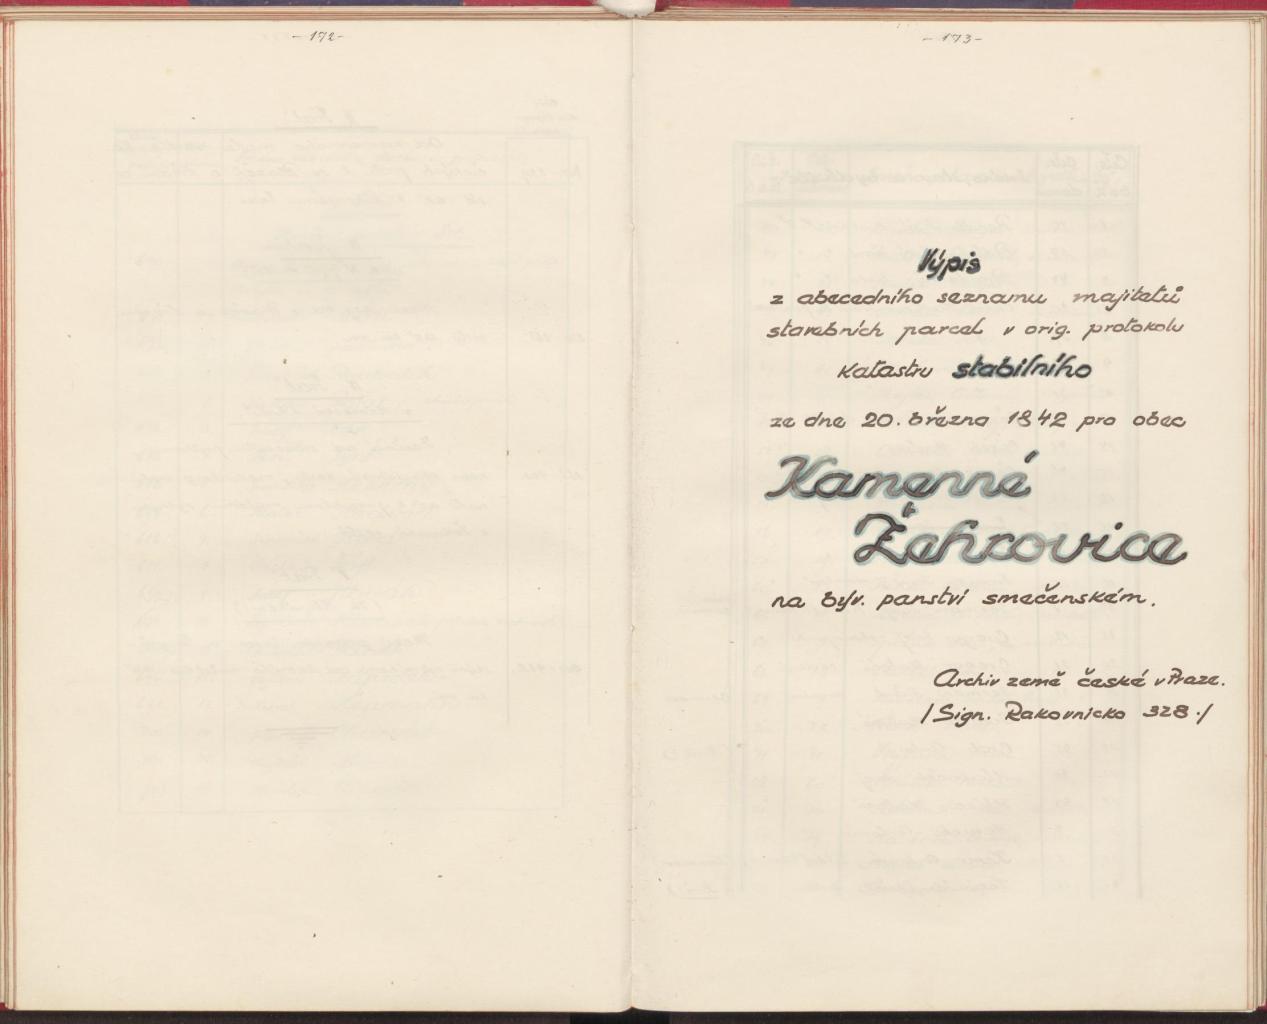 - 172 -
- 173 -
Výpis
z abecedního seznamu majitelů
stavebních parcel v orig. protokolu
katastru stabilního
ze dne 20. března 1842 pro obec
Kamenné
Žehrovice
na býv. panství smečenském.
Archiv země české v Praze.
/Sign. Rakovnicko 328./